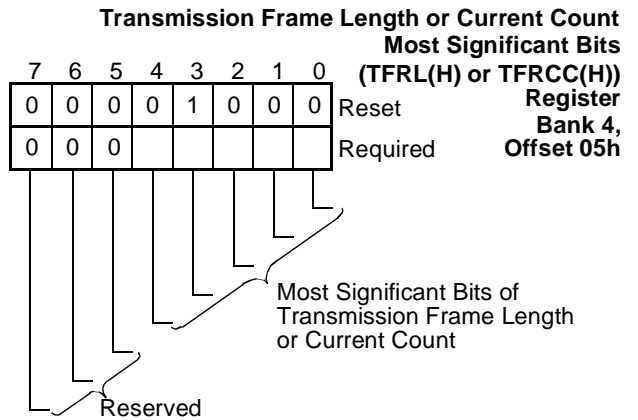 Transmission Frame Length or Current Count
Most Significant Bits
(TFRL(H) or TFRCC(H))
Register
Bank 4,
Offset 05h
7 6 5 4 3 2 1 0
0 0 0 0 1 0 0 0 Reset
0 0 0 Required
Most Significant Bits of
Transmission Frame Length
or Current Count
Reserved